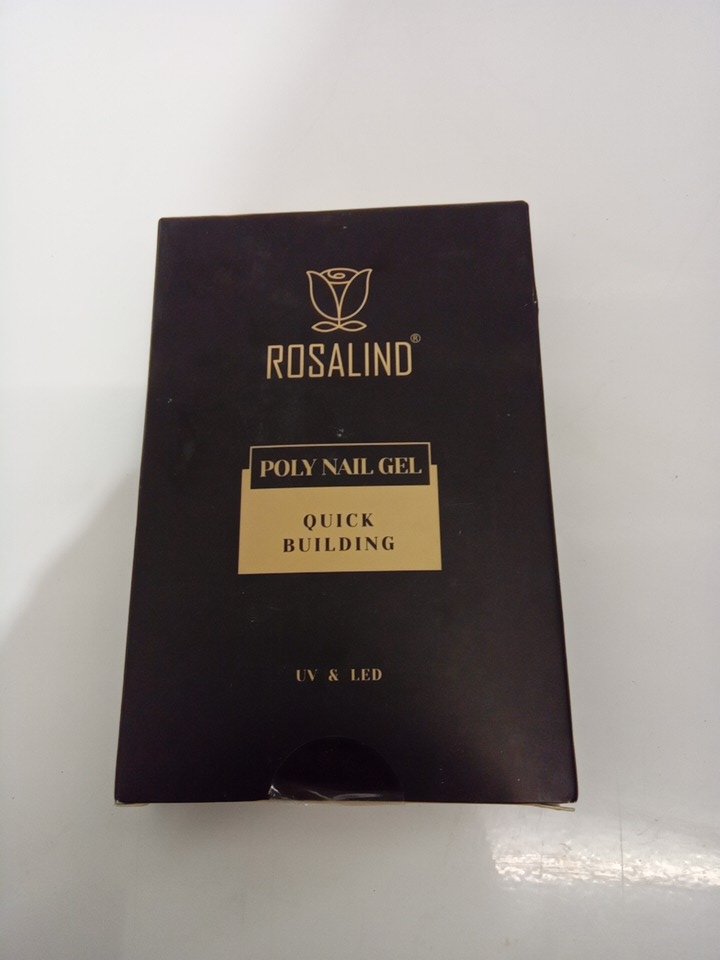 ROSALIND®
POLY NAIL GEL
QUICK
BUILDING
UV & LED